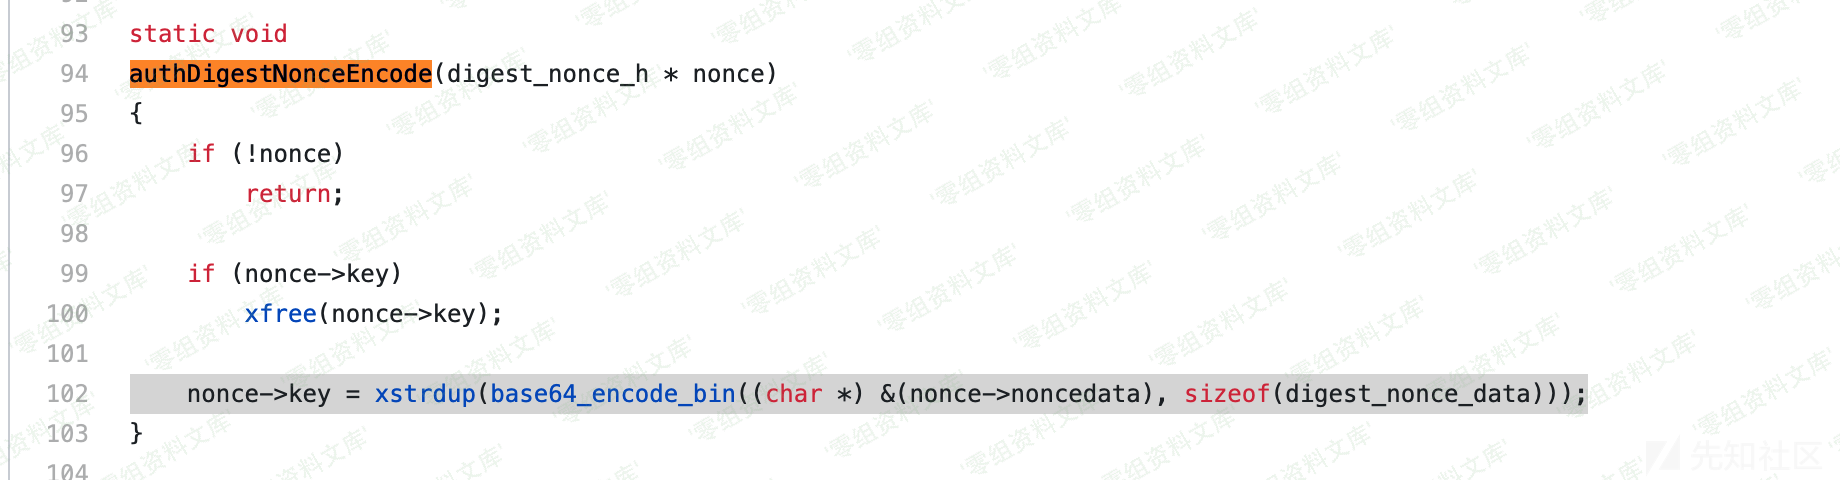 93 static void
94 authDigestNonceEncode(digest_nonce_h * nonce)
95 {
96 if (!nonce)
97 return;
98
99 if (nonce->key)
100 xfree(nonce->key);
101
102 nonce->key = xstrdup(base64_encode_bin((char *) &(nonce->noncedata), sizeof(digest_nonce_data)));
103 }
104
零组资料文库
先知社区